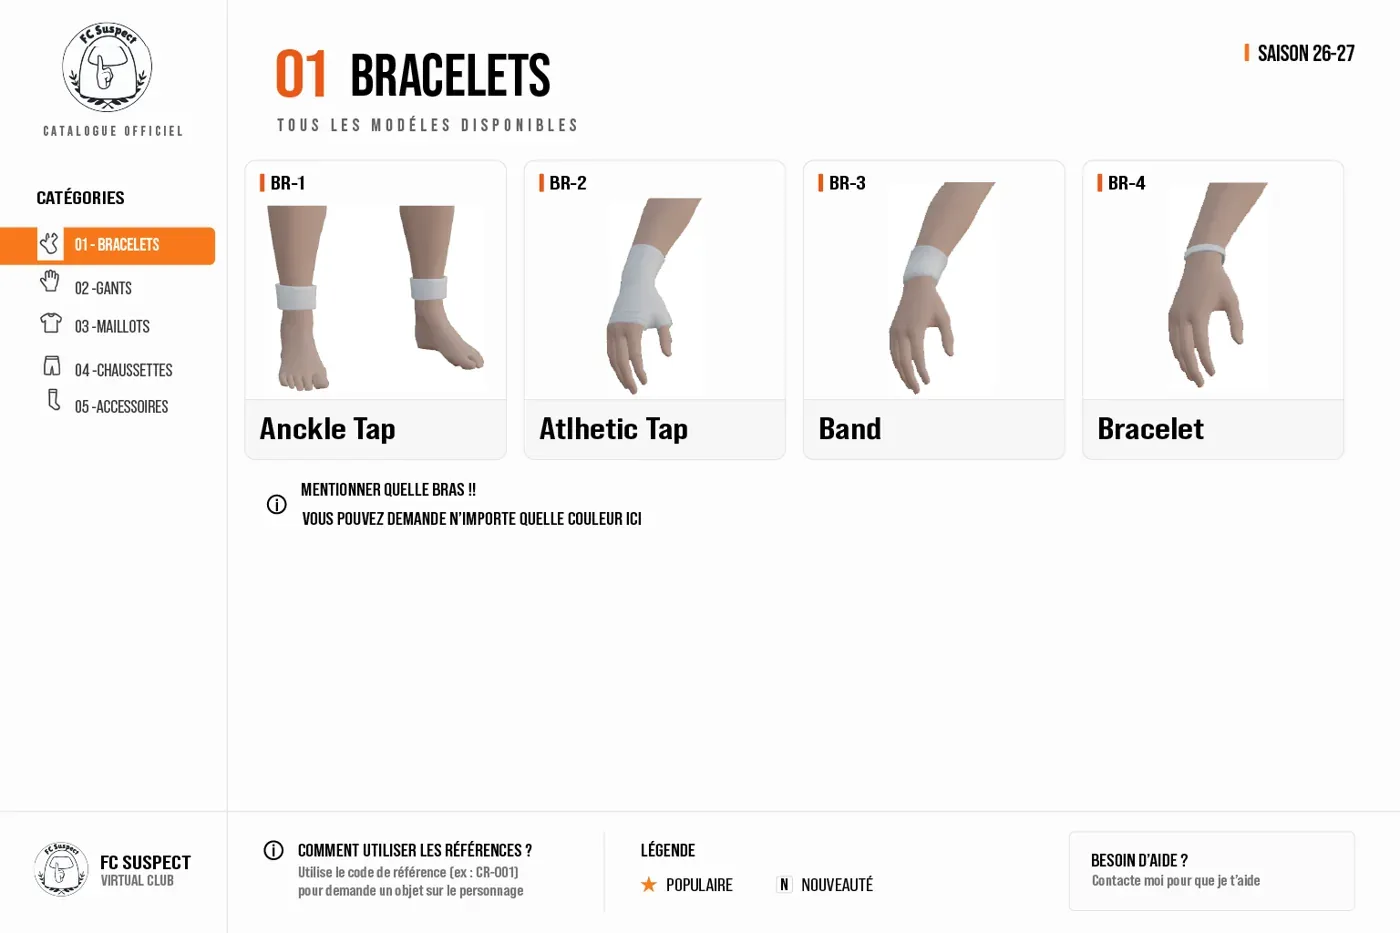 FC Suspect
CATALOGUE OFFICIEL
CATÉGORIES
01 - BRACELETS
02 -GANTS
03 -MAILLOTS
04 -CHAUSSETTES
05 -ACCESSOIRES
01 BRACELETS
TOUS LES MODÉLES DISPONIBLES
SAISON 26-27
BR-1
Anckle Tap
BR-2
Atlhetic Tap
BR-3
Band
BR-4
Bracelet
MENTIONNER QUELLE BRAS !!
VOUS POUVEZ DEMANDE N'IMPORTE QUELLE COULEUR ICI
FC Suspect
FC SUSPECT
VIRTUAL CLUB
COMMENT UTILISER LES RÉFÉRENCES ?
Utilise le code de référence (ex : CR-001)
pour demande un objet sur le personnage
LÉGENDE
POPULAIRE
N NOUVEAUTÉ
BESOIN D'AIDE ?
Contacte moi pour que je t'aide